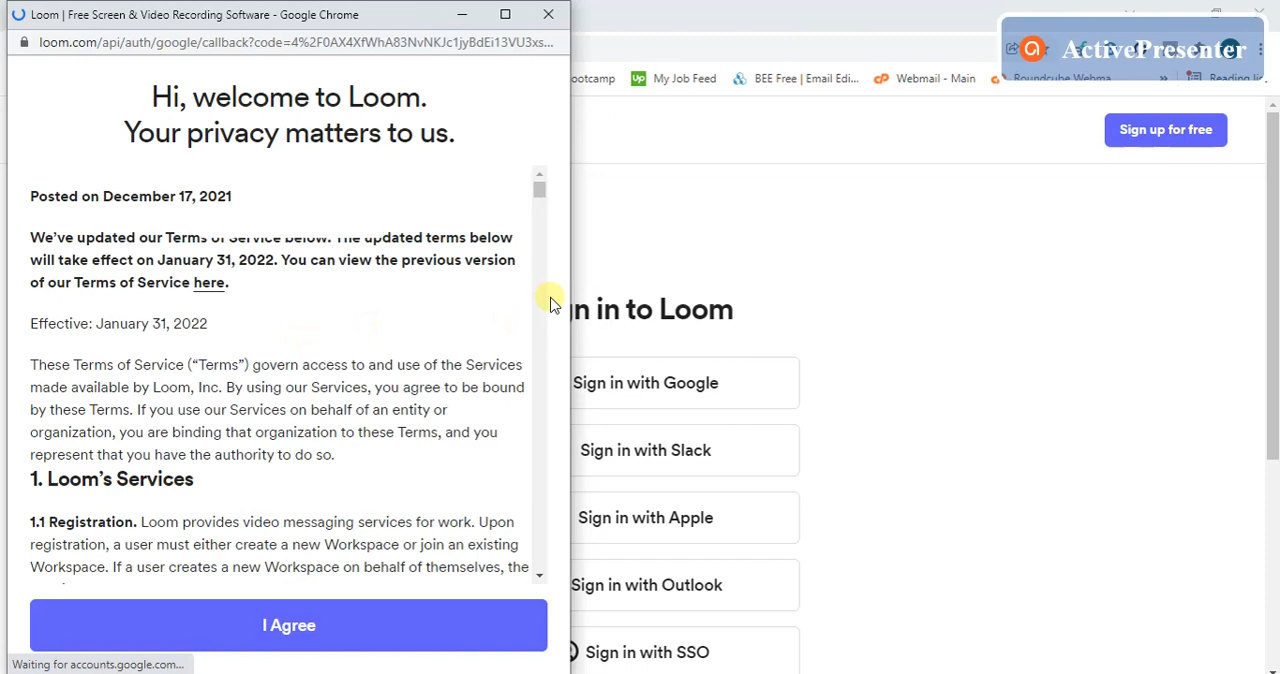 Loom | Free Screen & Video Recording Software - Google Chrome
loom.com/api/auth/google/callback?code=4%2F0AX4XfWhA83NvNKJc1jyBdEi13VU3xs...
Hi, welcome to Loom.
Your privacy matters to us.
Posted on December 17, 2021
We've updated our Terms of Service below. The updated terms below
will take effect on January 31, 2022. You can view the previous version
of our Terms of Service here.
Effective: January 31, 2022
These Terms of Service (“Terms”) govern access to and use of the Services
made available by Loom, Inc. By using our Services, you agree to be bound
by these Terms. If you use our Services on behalf of an entity or
organization, you are binding that organization to these Terms, and you
represent that you have the authority to do so.
1. Loom's Services
1.1 Registration. Loom provides video messaging services for work. Upon
registration, a user must either create a new Workspace or join an existing
Workspace. If a user creates a new Workspace on behalf of themselves, the
I Agree
Waiting for accounts.google.com...
ActivePresenter
ootcamp
Up My Job Feed
BEE Free | Email Edi...
Webmail - Main
Roundcube Webma
»
Reading
Sign up for free
gn in to Loom
Sign in with Google
Sign in with Slack
Sign in with Apple
Sign in with Outlook
Sign in with SSO